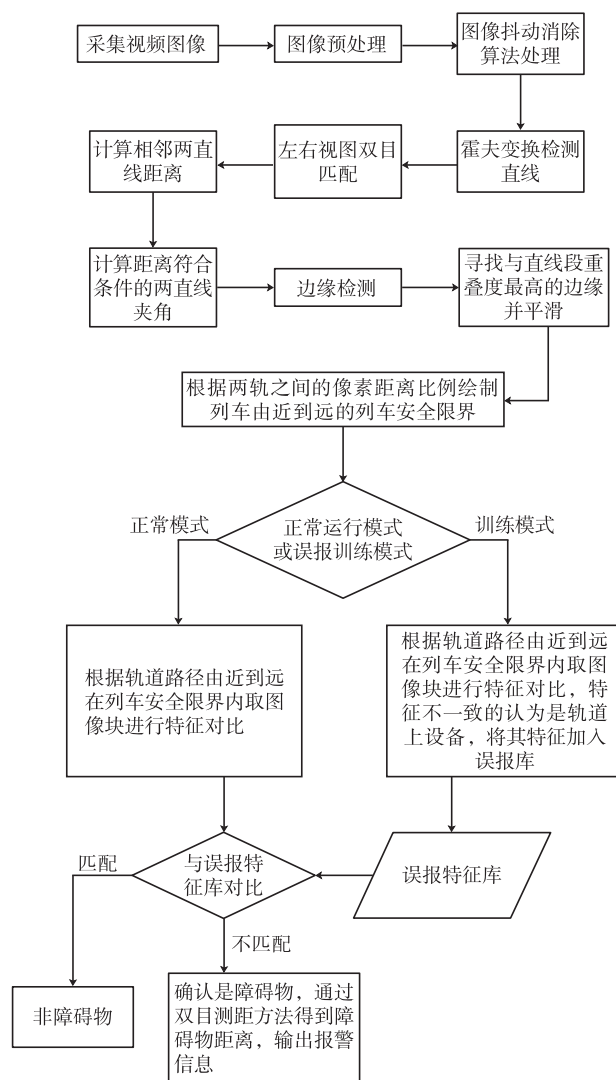 采集视频图像
图像预处理
图像抖动消除
算法处理
霍夫变换检测
直线
左右视图双目
匹配
计算相邻两直
线距离
计算距离符合
条件的两直线
夹角
边缘检测
寻找与直线段重
叠度最高的边缘
并平滑
根据两轨之间的像素距离比例绘制
列车由近到远的列车安全限界
正常运行模式
或误报训练模式
正常模式
训练模式
根据轨道路径由近到远
在列车安全限界内取图
像块进行特征对比
根据轨道路径由近到远
在列车安全限界内取图
像块进行特征对比，特
征不一致的认为是轨道
上设备，将其特征加入
误报库
误报特征库
与误报特
征库对比
匹配
不匹配
非障碍物
确认是障碍物，通过
双目测距方法得到障
碍物距离，输出报警
信息